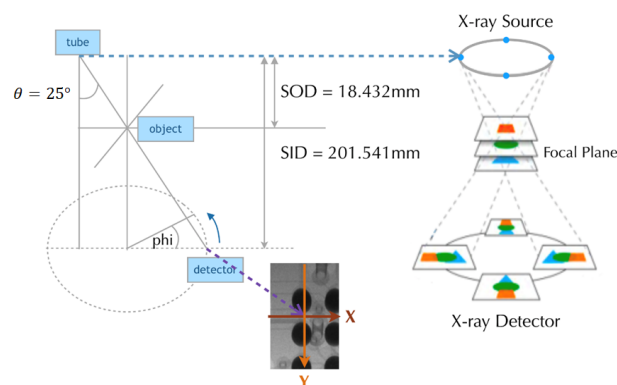 tube
θ = 25°
object
SOD = 18.432mm
SID = 201.541mm
phi
detector
X
Y
X-ray Source
Focal Plane
X-ray Detector